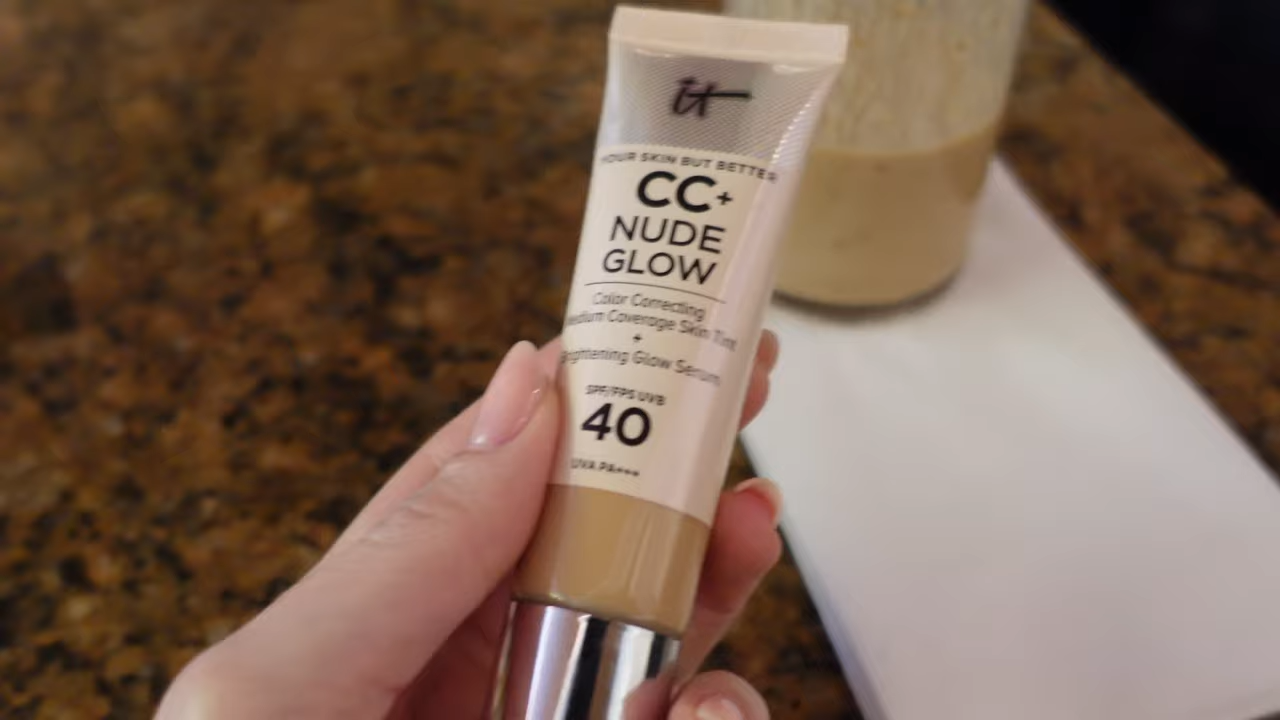 it
YOUR SKIN BUT BETTER
CC+
NUDE
GLOW
Color Correcting
Medium Coverage Skin Tint
+
Brightening Glow Serum
SPF/FPS UVB
40
UVA PA+++